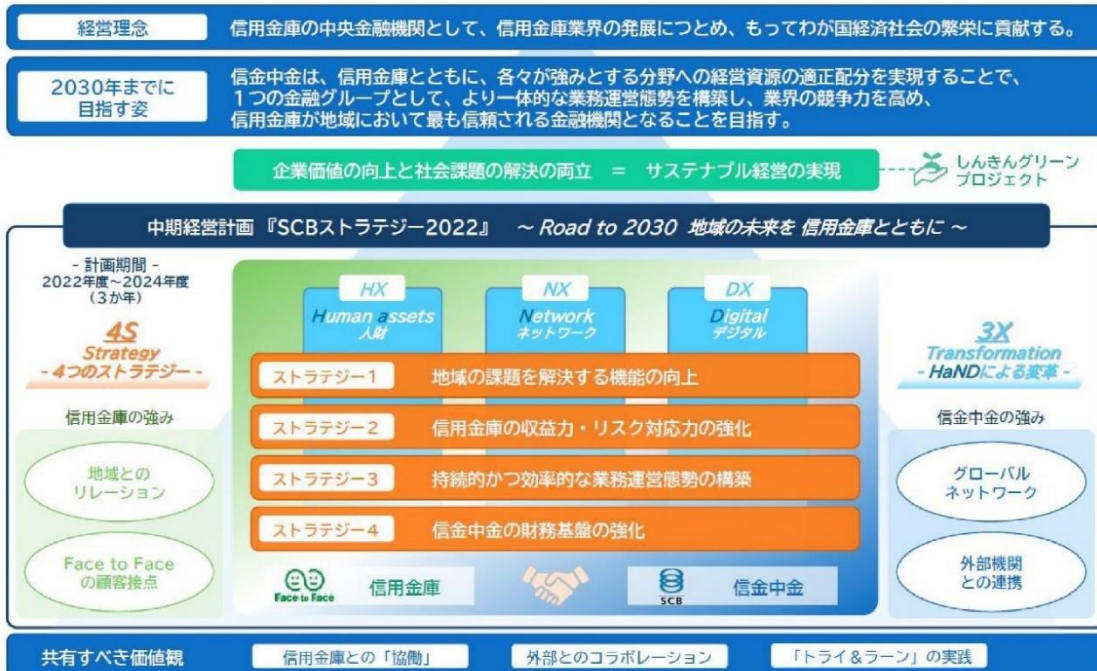 経営理念
信用金庫の中央金融機関として、信用金庫業界の発展につとめ、もってわが国経済社会の繁栄に貢献する。
2030年までに
目指す姿
信金中金は、信用金庫とともに、各々が強みとする分野への経営資源の適正配分を実現することで、
1つの金融グループとして、より一体的な業務運営態勢を構築し、業界の競争力を高め、
信用金庫が地域において最も信頼される金融機関となることを目指す。
企業価値の向上と社会課題の解決の両立 = サステナブル経営の実現
しんきんグリーン
プロジェクト
中期経営計画『SCBストラテジー2022』 ~ Road to 2030 地域の未来を 信用金庫とともに ~
- 計画期間 -
2022年度~2024年度
(3か年)
4S
Strategy
- 4つのストラテジー -
信用金庫の強み
地域との
リレーション
Face to Face
の顧客接点
HX
Human assets
人財
NX
Network
ネットワーク
DX
Digital
デジタル
ストラテジー1 地域の課題を解決する機能の向上
ストラテジー2 信用金庫の収益力・リスク対応力の強化
ストラテジー3 持続的かつ効率的な業務運営態勢の構築
ストラテジー4 信金中金の財務基盤の強化
Face to Face
信用金庫
SCB
信金中金
3X
Transformation
- HaNDによる変革 -
信金中金の強み
グローバル
ネットワーク
外部機関
との連携
共有すべき価値観 信用金庫との「協働」 外部とのコラボレーション 「トライ&ラーン」の実践